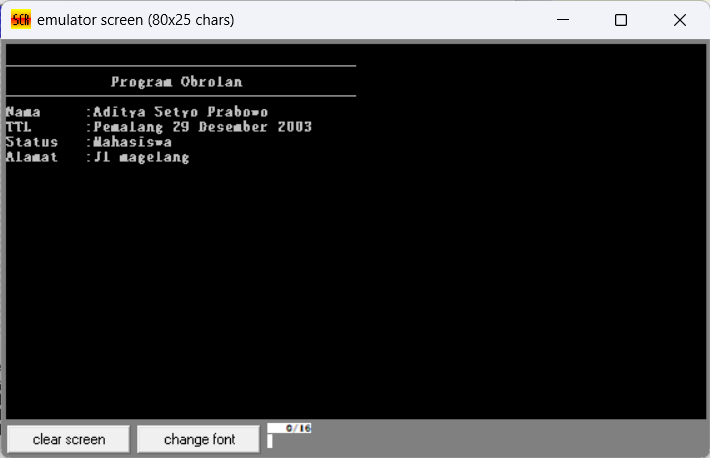 emulator screen (80x25 chars)
Program Obrolan
Nama :Aditya Setyo Prabowo
TTL :Pemalang 29 Desember 2003
Status :Mahasiswa
Alamat :Jl magelang
clear screen
change font
0/16